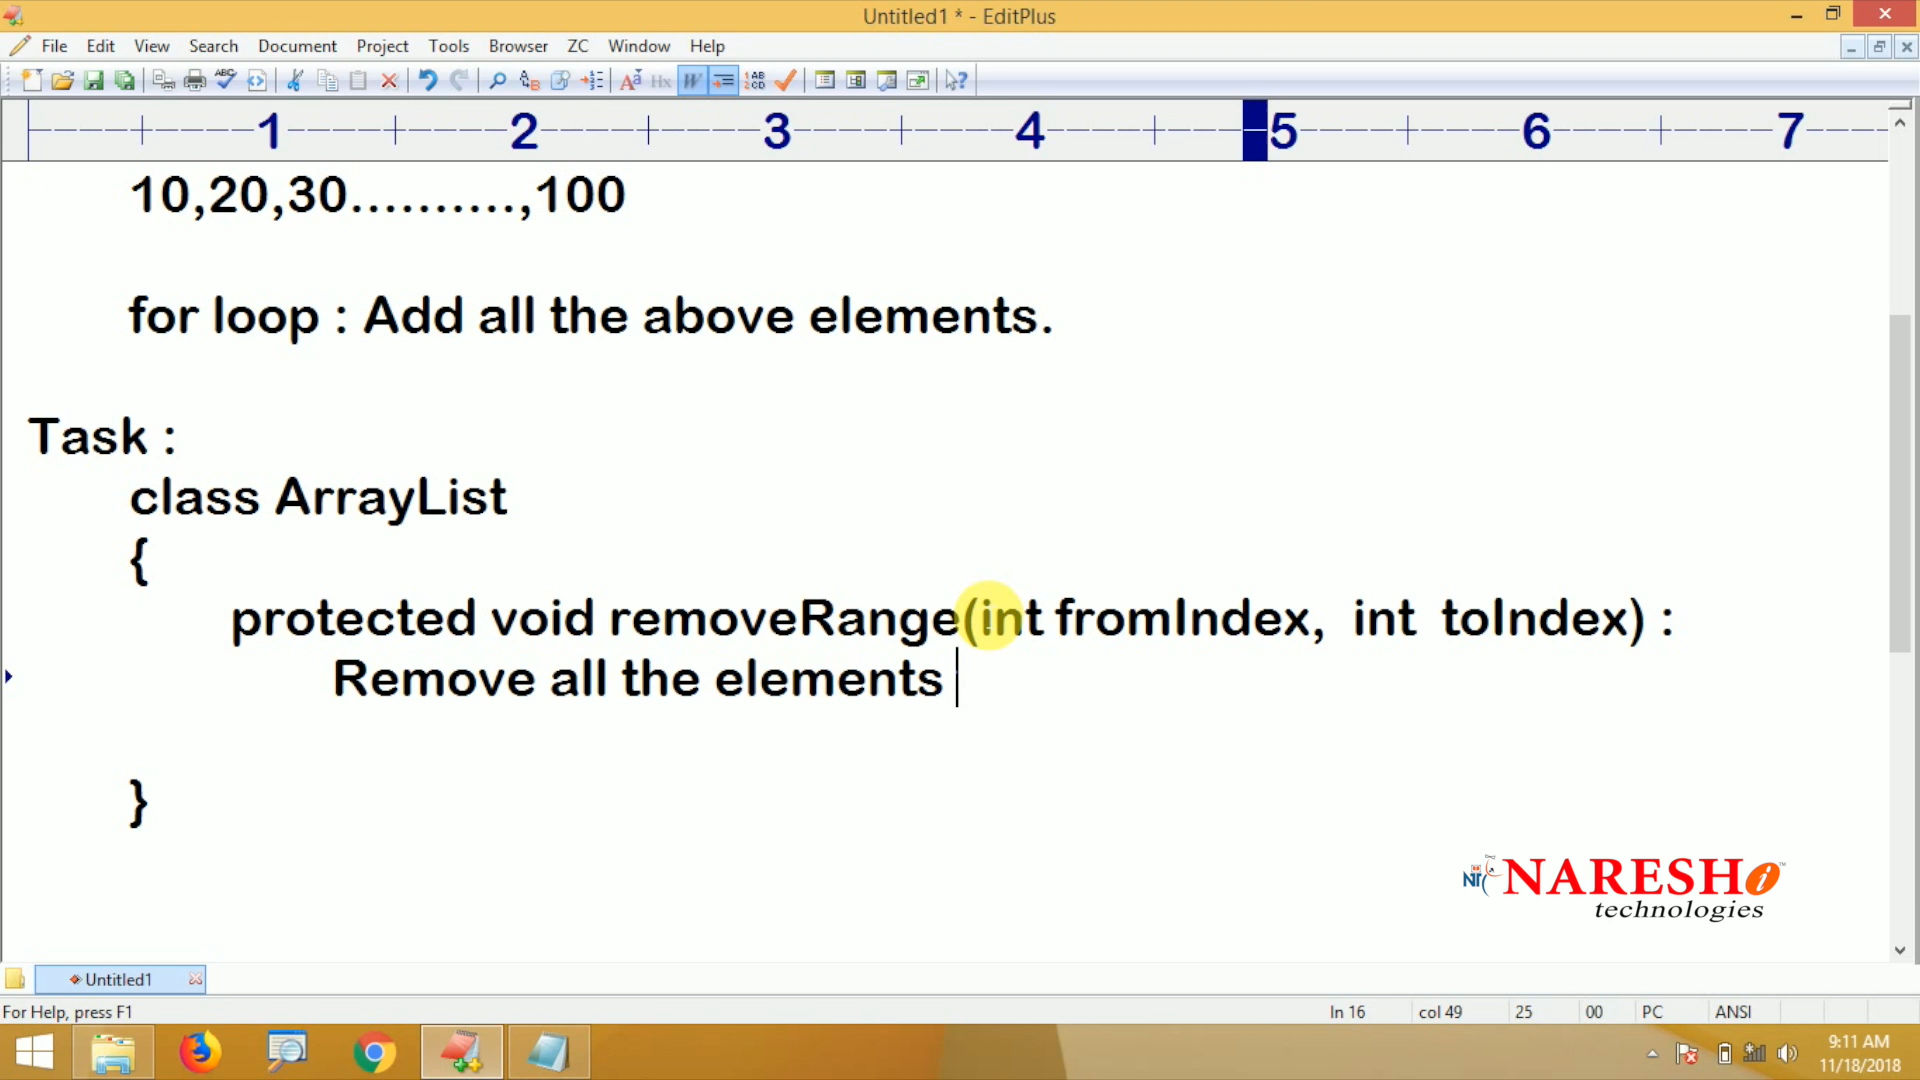 Untitled1 * - EditPlus
File Edit View Search Document Project Tools Browser ZC Window Help
1 2 3 4 5 6 7
10,20,30..........,100
for loop : Add all the above elements.
Task :
class ArrayList
{
protected void removeRange(int fromIndex, int toIndex) :
Remove all the elements
}
NARESH i
technologies
Untitled1
For Help, press F1
ln 16
col 49
25
00
PC
ANSI
9:11 AM
11/18/2018